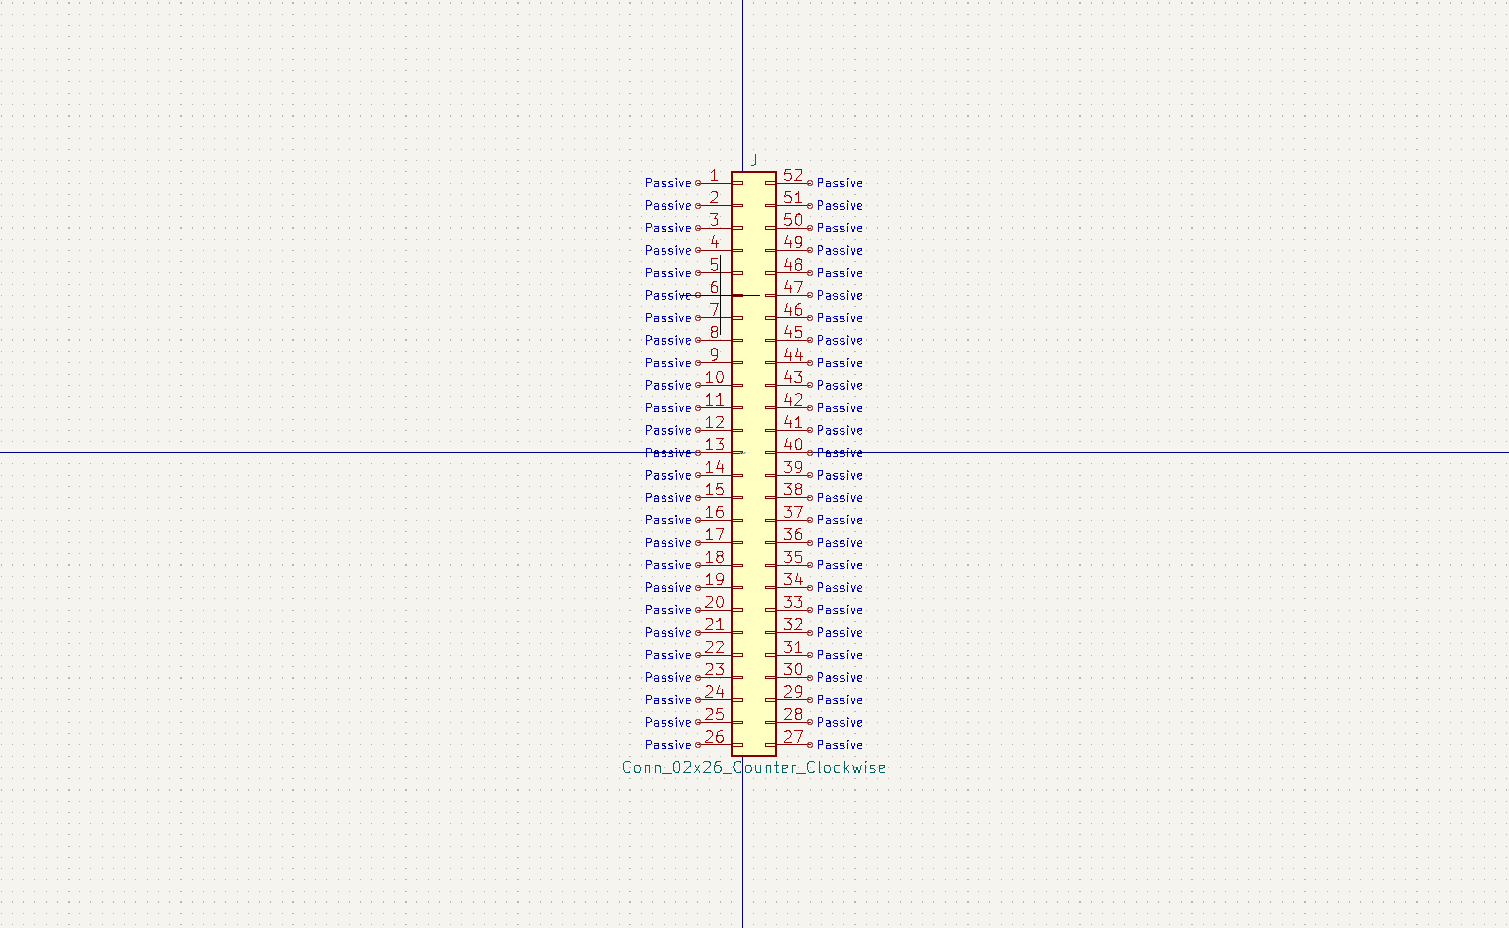 J
Passive 1 52 Passive
Passive 2 51 Passive
Passive 3 50 Passive
Passive 4 49 Passive
Passive 5 48 Passive
Passive 6 47 Passive
Passive 7 46 Passive
Passive 8 45 Passive
Passive 9 44 Passive
Passive 10 43 Passive
Passive 11 42 Passive
Passive 12 41 Passive
Passive 13 40 Passive
Passive 14 39 Passive
Passive 15 38 Passive
Passive 16 37 Passive
Passive 17 36 Passive
Passive 18 35 Passive
Passive 19 34 Passive
Passive 20 33 Passive
Passive 21 32 Passive
Passive 22 31 Passive
Passive 23 30 Passive
Passive 24 29 Passive
Passive 25 28 Passive
Passive 26 27 Passive
Conn_02x26_Counter_Clockwise